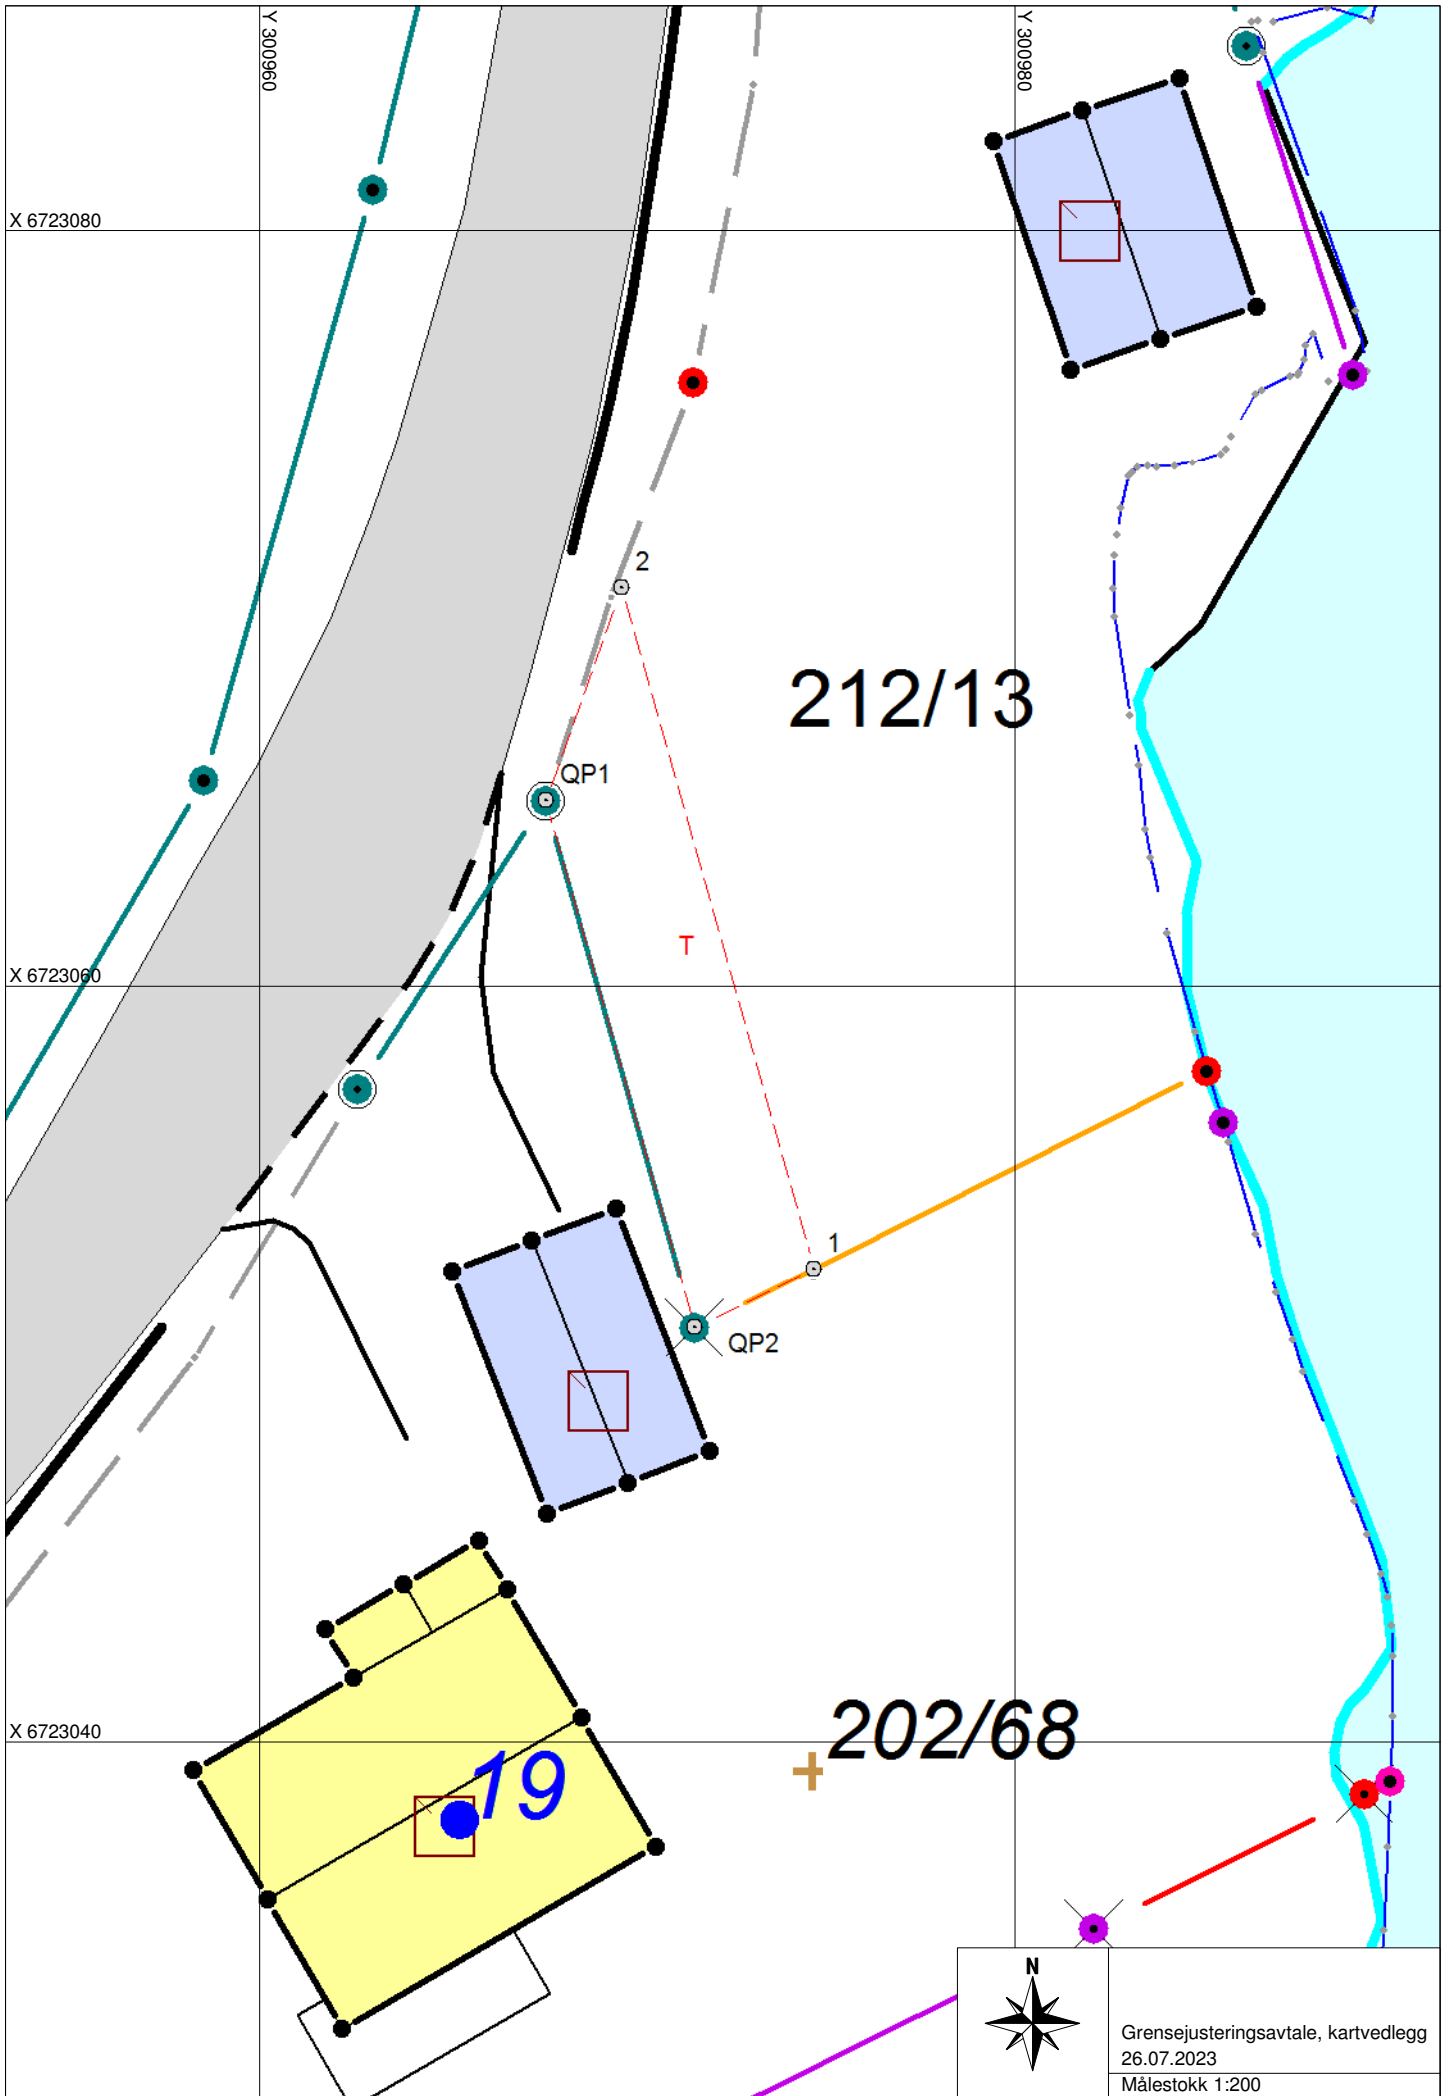 Y 300960
Y 300980
X 6723080
2
212/13
QP1
T
X 6723060
1
QP2
202/68
X 6723040
19
N
Grensejusteringsavtale, kartvedlegg
26.07.2023
Målestokk 1:200